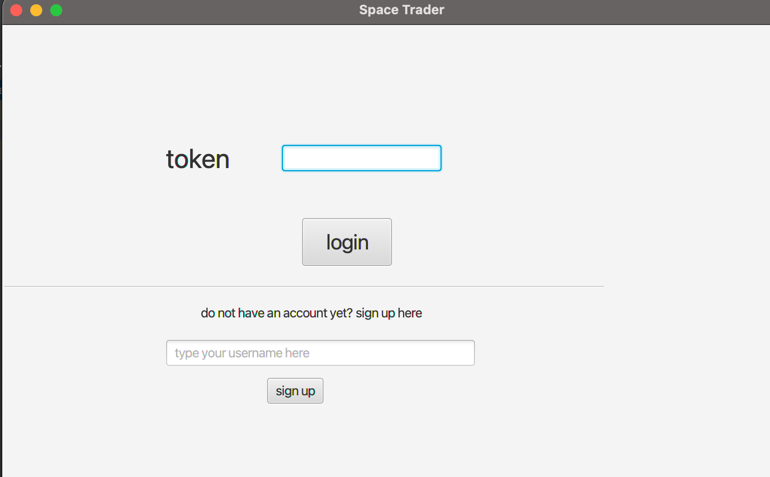 Space Trader
token
login
do not have an account yet? sign up here
type your username here
sign up